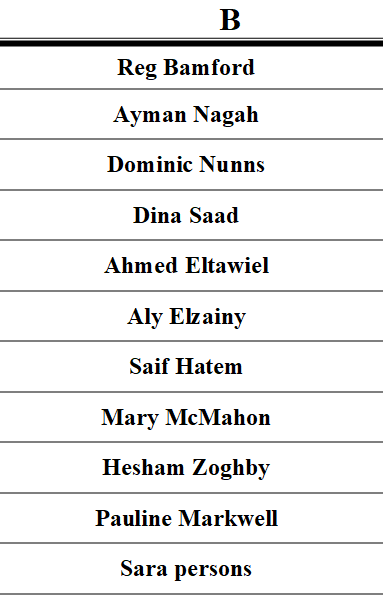 B
Reg Bamford
Ayman Nagah
Dominic Nunns
Dina Saad
Ahmed Eltawiel
Aly Elzainy
Saif Hatem
Mary McMahon
Hesham Zoghby
Pauline Markwell
Sara persons